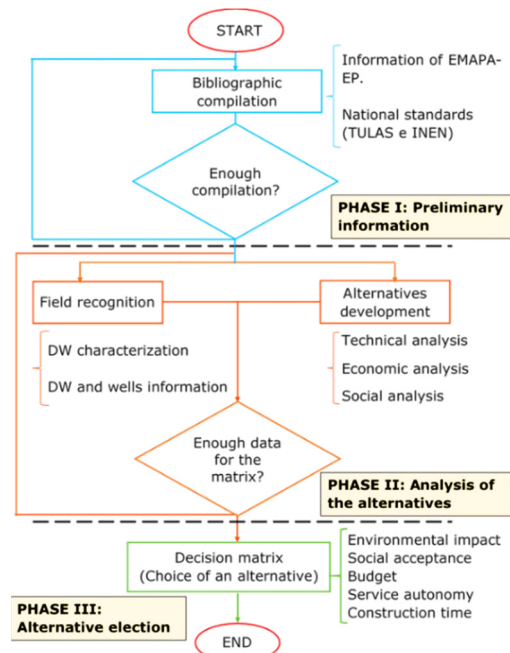 START
Bibliographic
compilation
Information of EMAPA-
EP.
National standards
(TULAS e INEN)
Enough
compilation?
PHASE I: Preliminary
information
Field recognition
Alternatives
development
DW characterization
DW and wells information
Technical analysis
Economic analysis
Social analysis
Enough data
for the
matrix?
PHASE II: Analysis of
the alternatives
Decision matrix
(Choice of an alternative)
Environmental impact
Social acceptance
Budget
Service autonomy
Construction time
PHASE III:
Alternative election
END